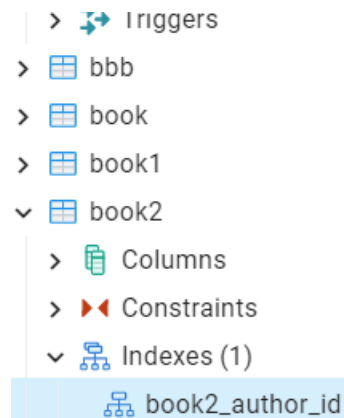 Triggers
bbb
book
book1
book2
Columns
Constraints
Indexes (1)
book2_author_id